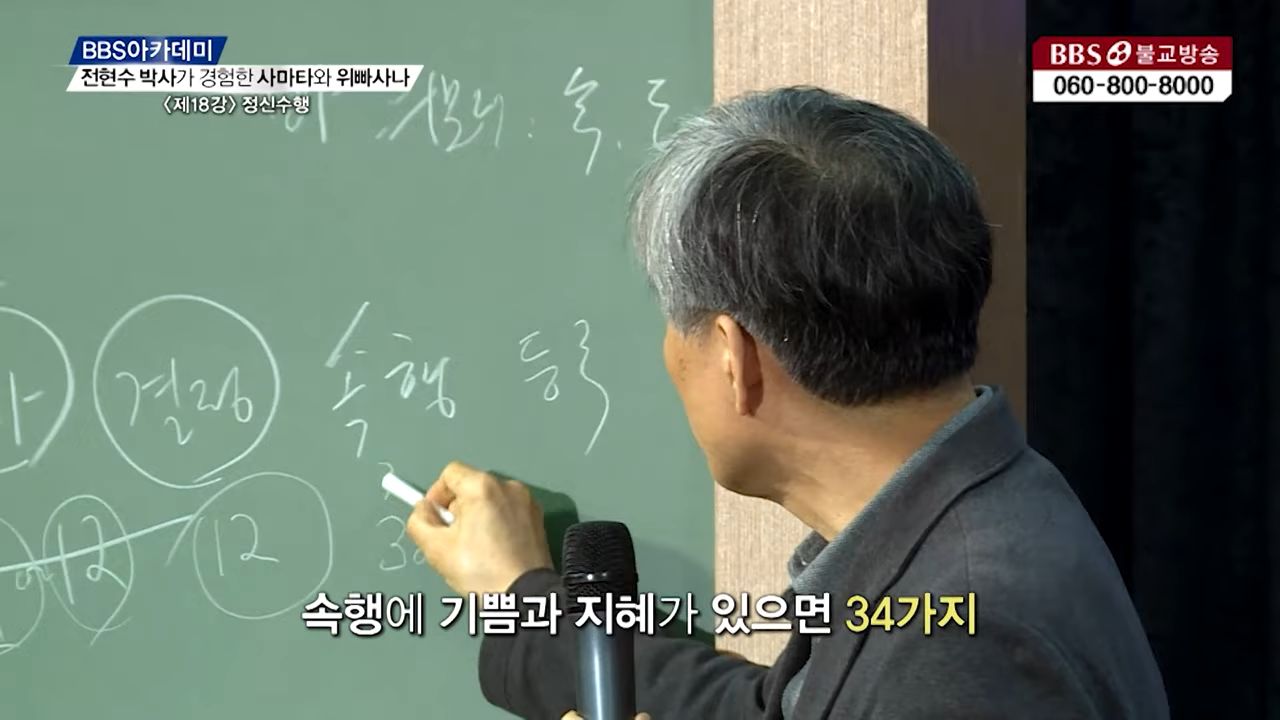 BBS아카데미
전현수 박사가 경험한 사마타와 위빠사나
<제18강> 정신수행
BBS 불교방송
060-800-8000
결정
속행 등록
12
12
속행에 기쁨과 지혜가 있으면 34가지